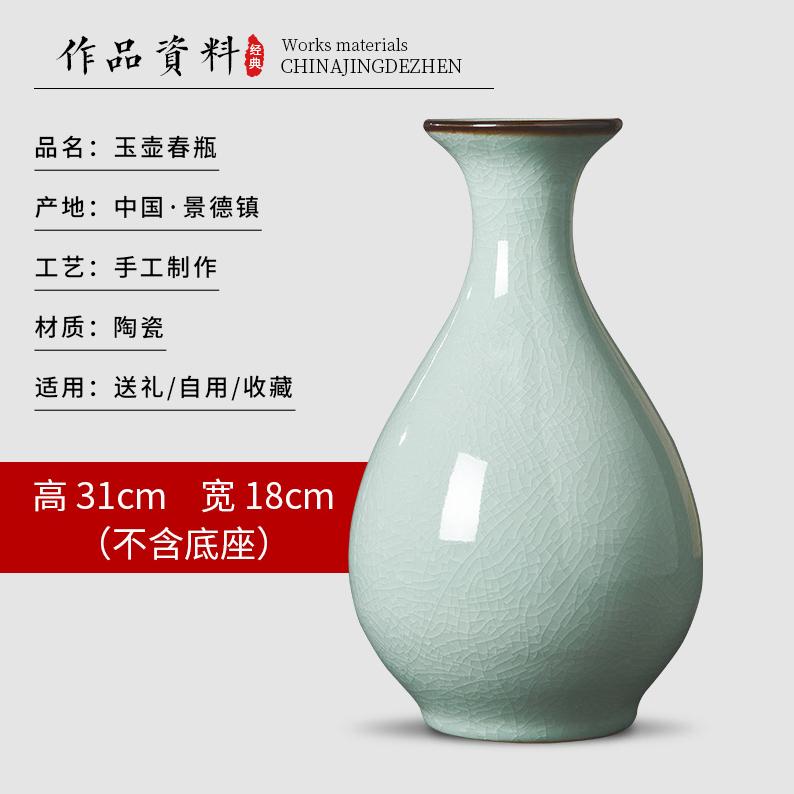 作品資料 经典 Works materials
CHINAJINGDEZHEN
品名：玉壶春瓶
产地：中国·景德镇
工艺：手工制作
材质：陶瓷
适用：送礼/自用/收藏
高 31cm 宽 18cm
（不含底座）